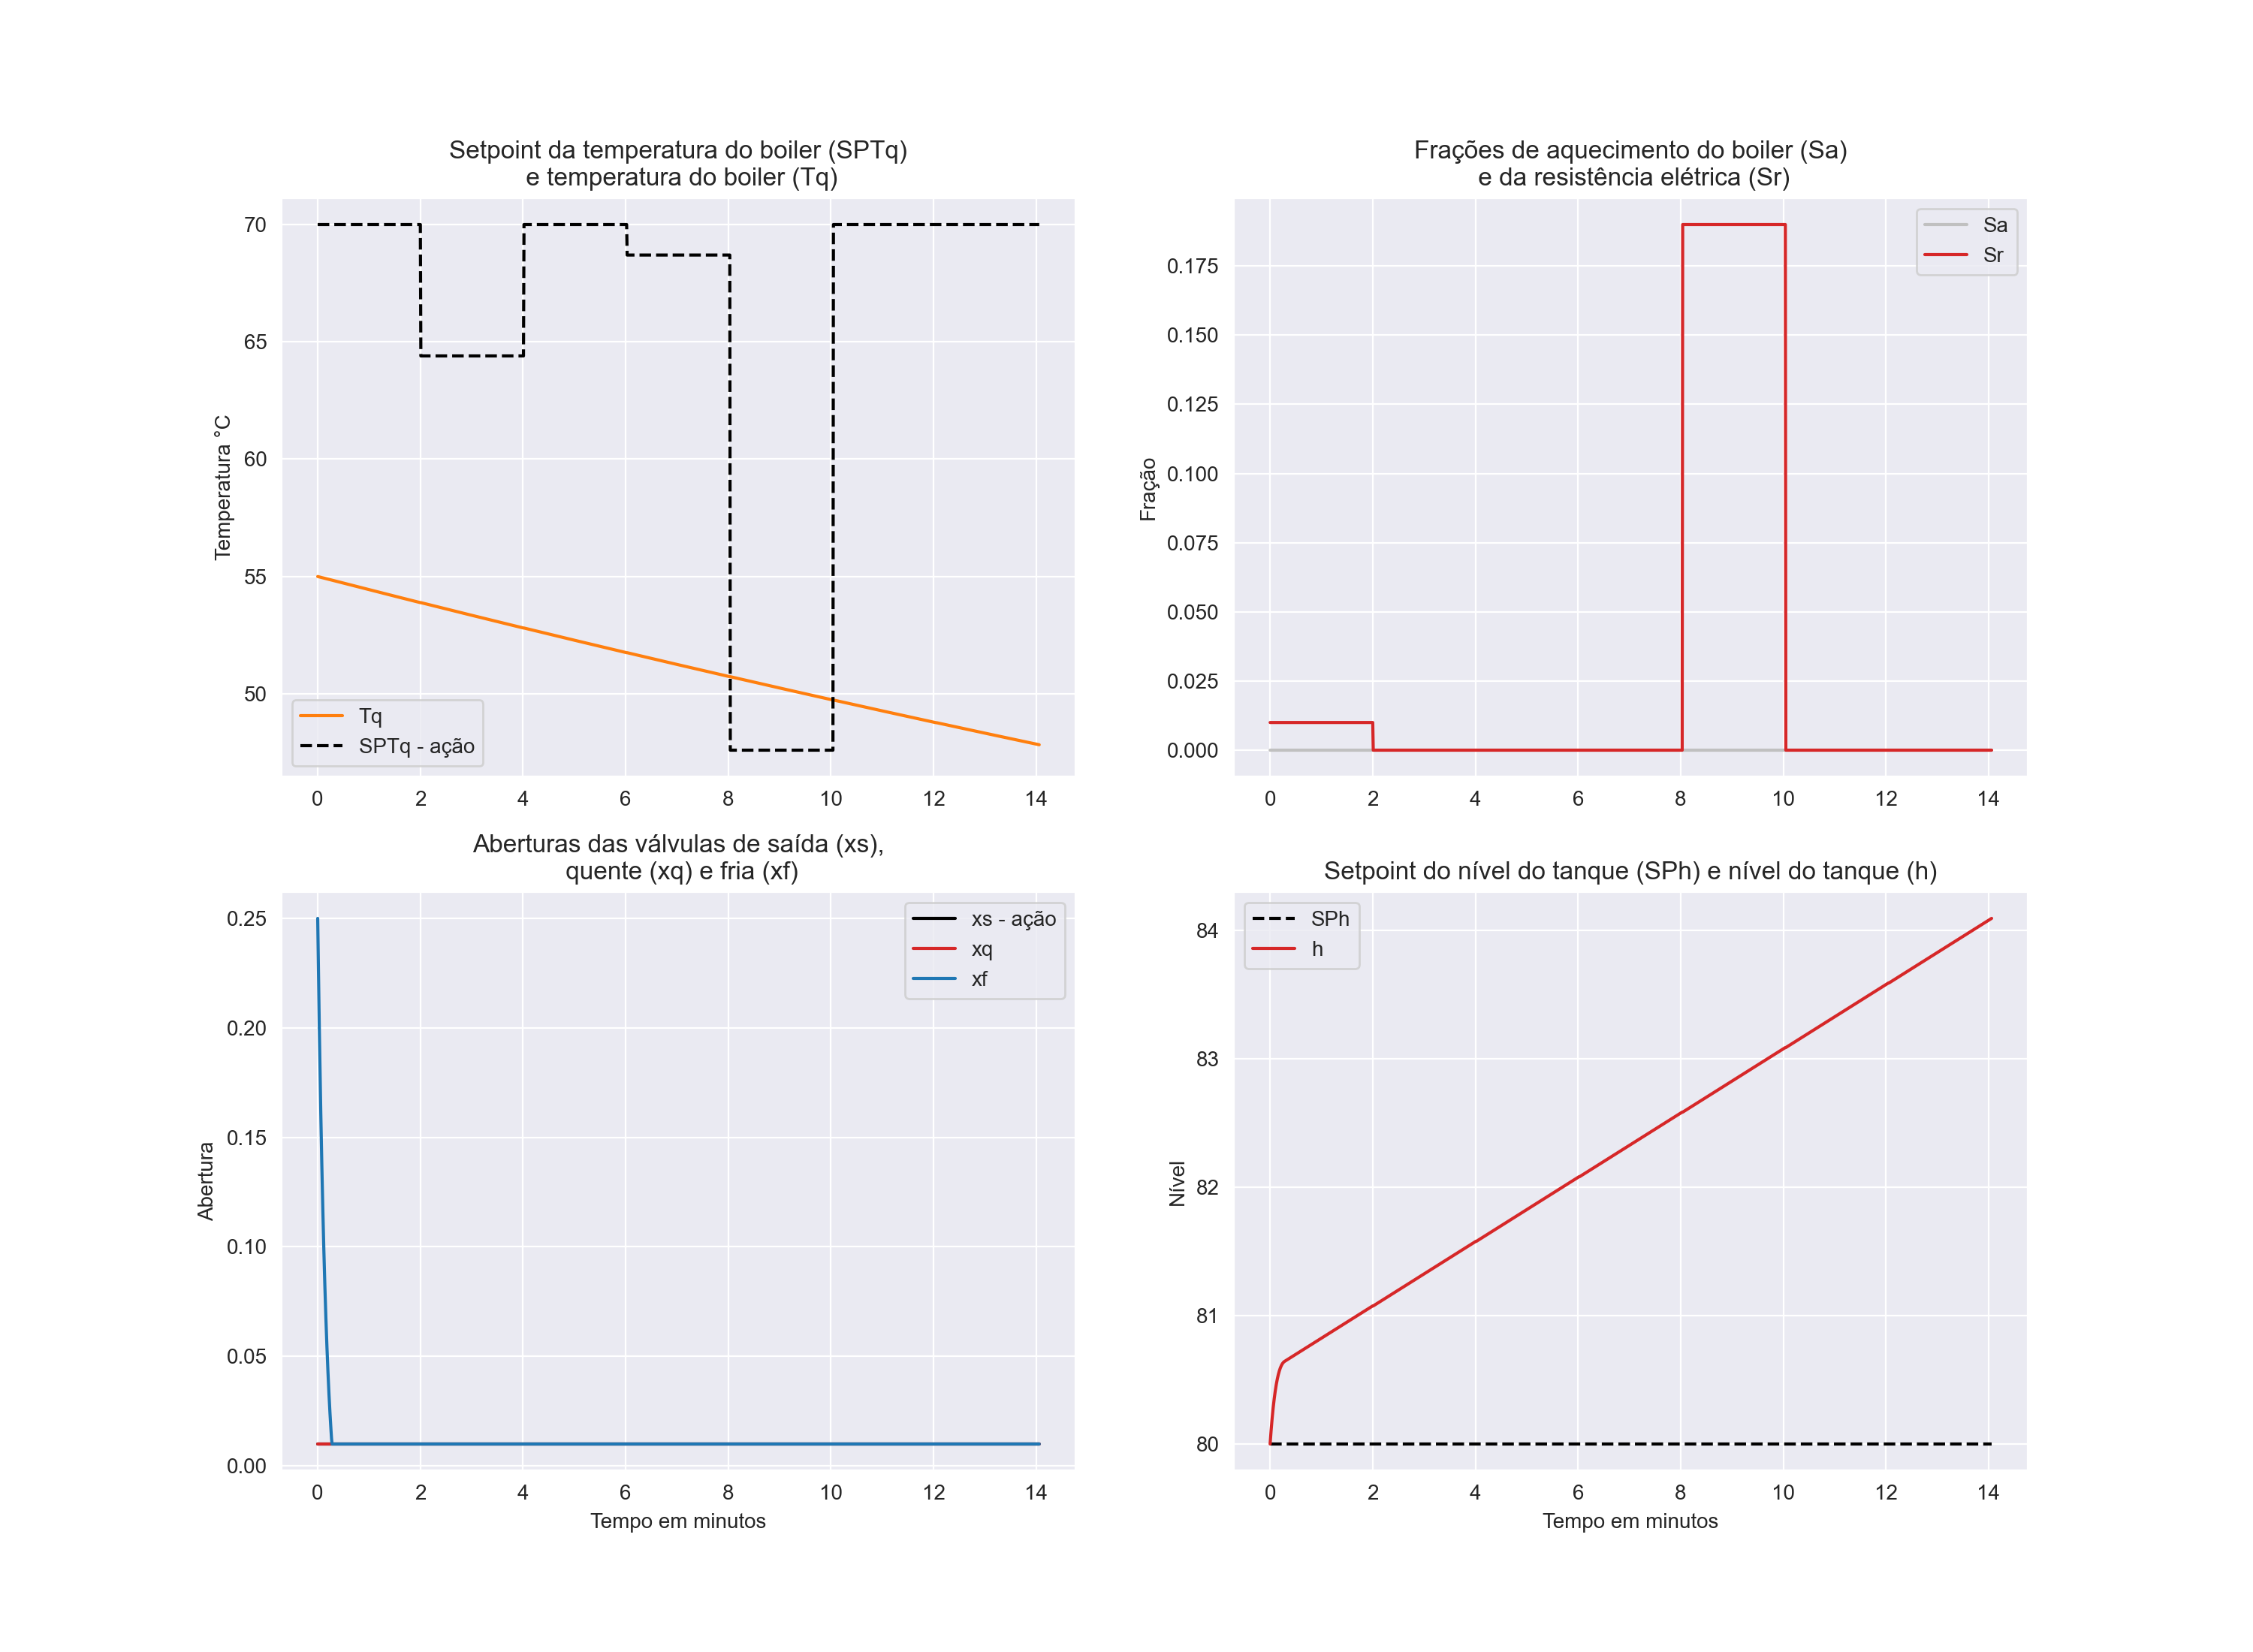 Setpoint da temperatura do boiler (SPTq)
e temperatura do boiler (Tq)
70
65
60
55
50
Temperatura °C
Tq
SPTq - ação
0 2 4 6 8 10 12 14
Frações de aquecimento do boiler (Sa)
e da resistência elétrica (Sr)
0.175
0.150
0.125
0.100
0.075
0.050
0.025
0.000
Fração
Sa
Sr
0 2 4 6 8 10 12 14
Aberturas das válvulas de saída (xs),
quente (xq) e fria (xf)
0.25
0.20
0.15
0.10
0.05
0.00
Abertura
xs - ação
xq
xf
0 2 4 6 8 10 12 14
Tempo em minutos
Setpoint do nível do tanque (SPh) e nível do tanque (h)
84
83
82
81
80
Nível
SPh
h
0 2 4 6 8 10 12 14
Tempo em minutos